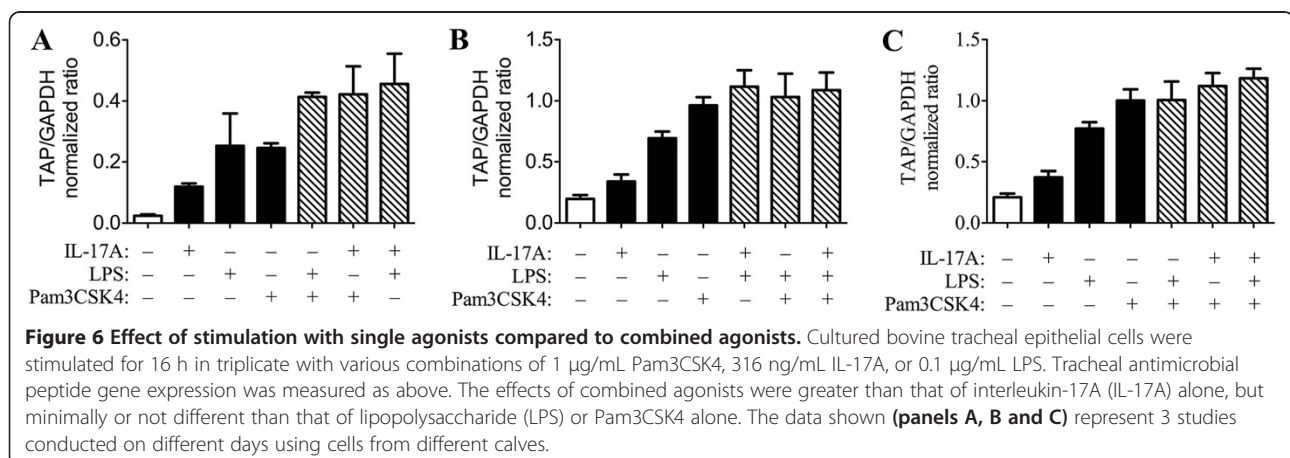 A
TAP/GAPDH
normalized ratio
0.6
0.4
0.2
0.0
IL-17A: – + – – – + +
LPS: – – + – + – +
Pam3CSK4: – – – + + + –
B
TAP/GAPDH
normalized ratio
1.5
1.0
0.5
0.0
IL-17A: – + – – + – +
LPS: – – + – + + +
Pam3CSK4: – – – + – + +
C
TAP/GAPDH
normalized ratio
1.5
1.0
0.5
0.0
IL-17A: – + – – – + +
LPS: – – + – + – +
Pam3CSK4: – – – + + + +
Figure 6 Effect of stimulation with single agonists compared to combined agonists. Cultured bovine tracheal epithelial cells were
stimulated for 16 h in triplicate with various combinations of 1 μg/mL Pam3CSK4, 316 ng/mL IL-17A, or 0.1 μg/mL LPS. Tracheal antimicrobial
peptide gene expression was measured as above. The effects of combined agonists were greater than that of interleukin-17A (IL-17A) alone, but
minimally or not different than that of lipopolysaccharide (LPS) or Pam3CSK4 alone. The data shown (panels A, B and C) represent 3 studies
conducted on different days using cells from different calves.